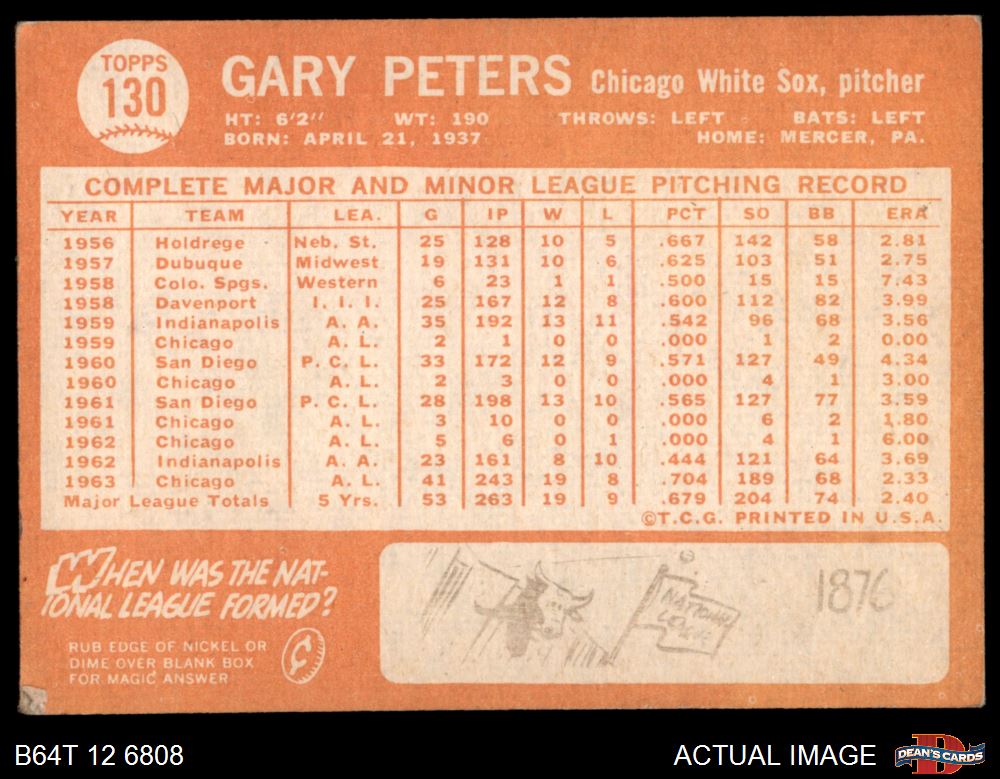 TOPPS
130
GARY PETERS Chicago White Sox, pitcher
HT: 6'2" WT: 190 THROWS: LEFT BATS: LEFT
BORN: APRIL 21, 1937 HOME: MERCER, PA.
COMPLETE MAJOR AND MINOR LEAGUE PITCHING RECORD
YEAR TEAM LEA. G IP W L PCT SO BB ERA
1956 Holdrege Neb. St. 25 128 10 5 .667 142 58 2.81
1957 Dubuque Midwest 19 131 10 6 .625 103 51 2.75
1958 Colo. Spgs. Western 6 23 1 1 .500 15 15 7.43
1958 Davenport I. I. I. 25 167 12 8 .600 112 82 3.99
1959 Indianapolis A. A. 35 192 13 11 .542 96 68 3.56
1959 Chicago A. L. 2 1 0 0 .000 1 2 0.00
1960 San Diego P. C. L. 33 172 12 9 .571 127 49 4.34
1960 Chicago A. L. 2 3 0 0 .000 4 1 3.00
1961 San Diego P. C. L. 28 198 13 10 .565 127 77 3.59
1961 Chicago A. L. 3 10 0 0 .000 6 2 1.80
1962 Chicago A. L. 5 6 0 1 .000 4 1 6.00
1962 Indianapolis A. A. 23 161 8 10 .444 121 64 3.69
1963 Chicago A. L. 41 243 19 8 .704 189 68 2.33
Major League Totals 5 Yrs. 53 263 19 9 .679 204 74 2.40
©T.C.G. PRINTED IN U.S.A.
WHEN WAS THE NAT-
IONAL LEAGUE FORMED?
RUB EDGE OF NICKEL OR
DIME OVER BLANK BOX
FOR MAGIC ANSWER
¢
NATIONAL
LEAGUE
1876
B64T 12 6808
ACTUAL IMAGE
DEAN'S CARDS